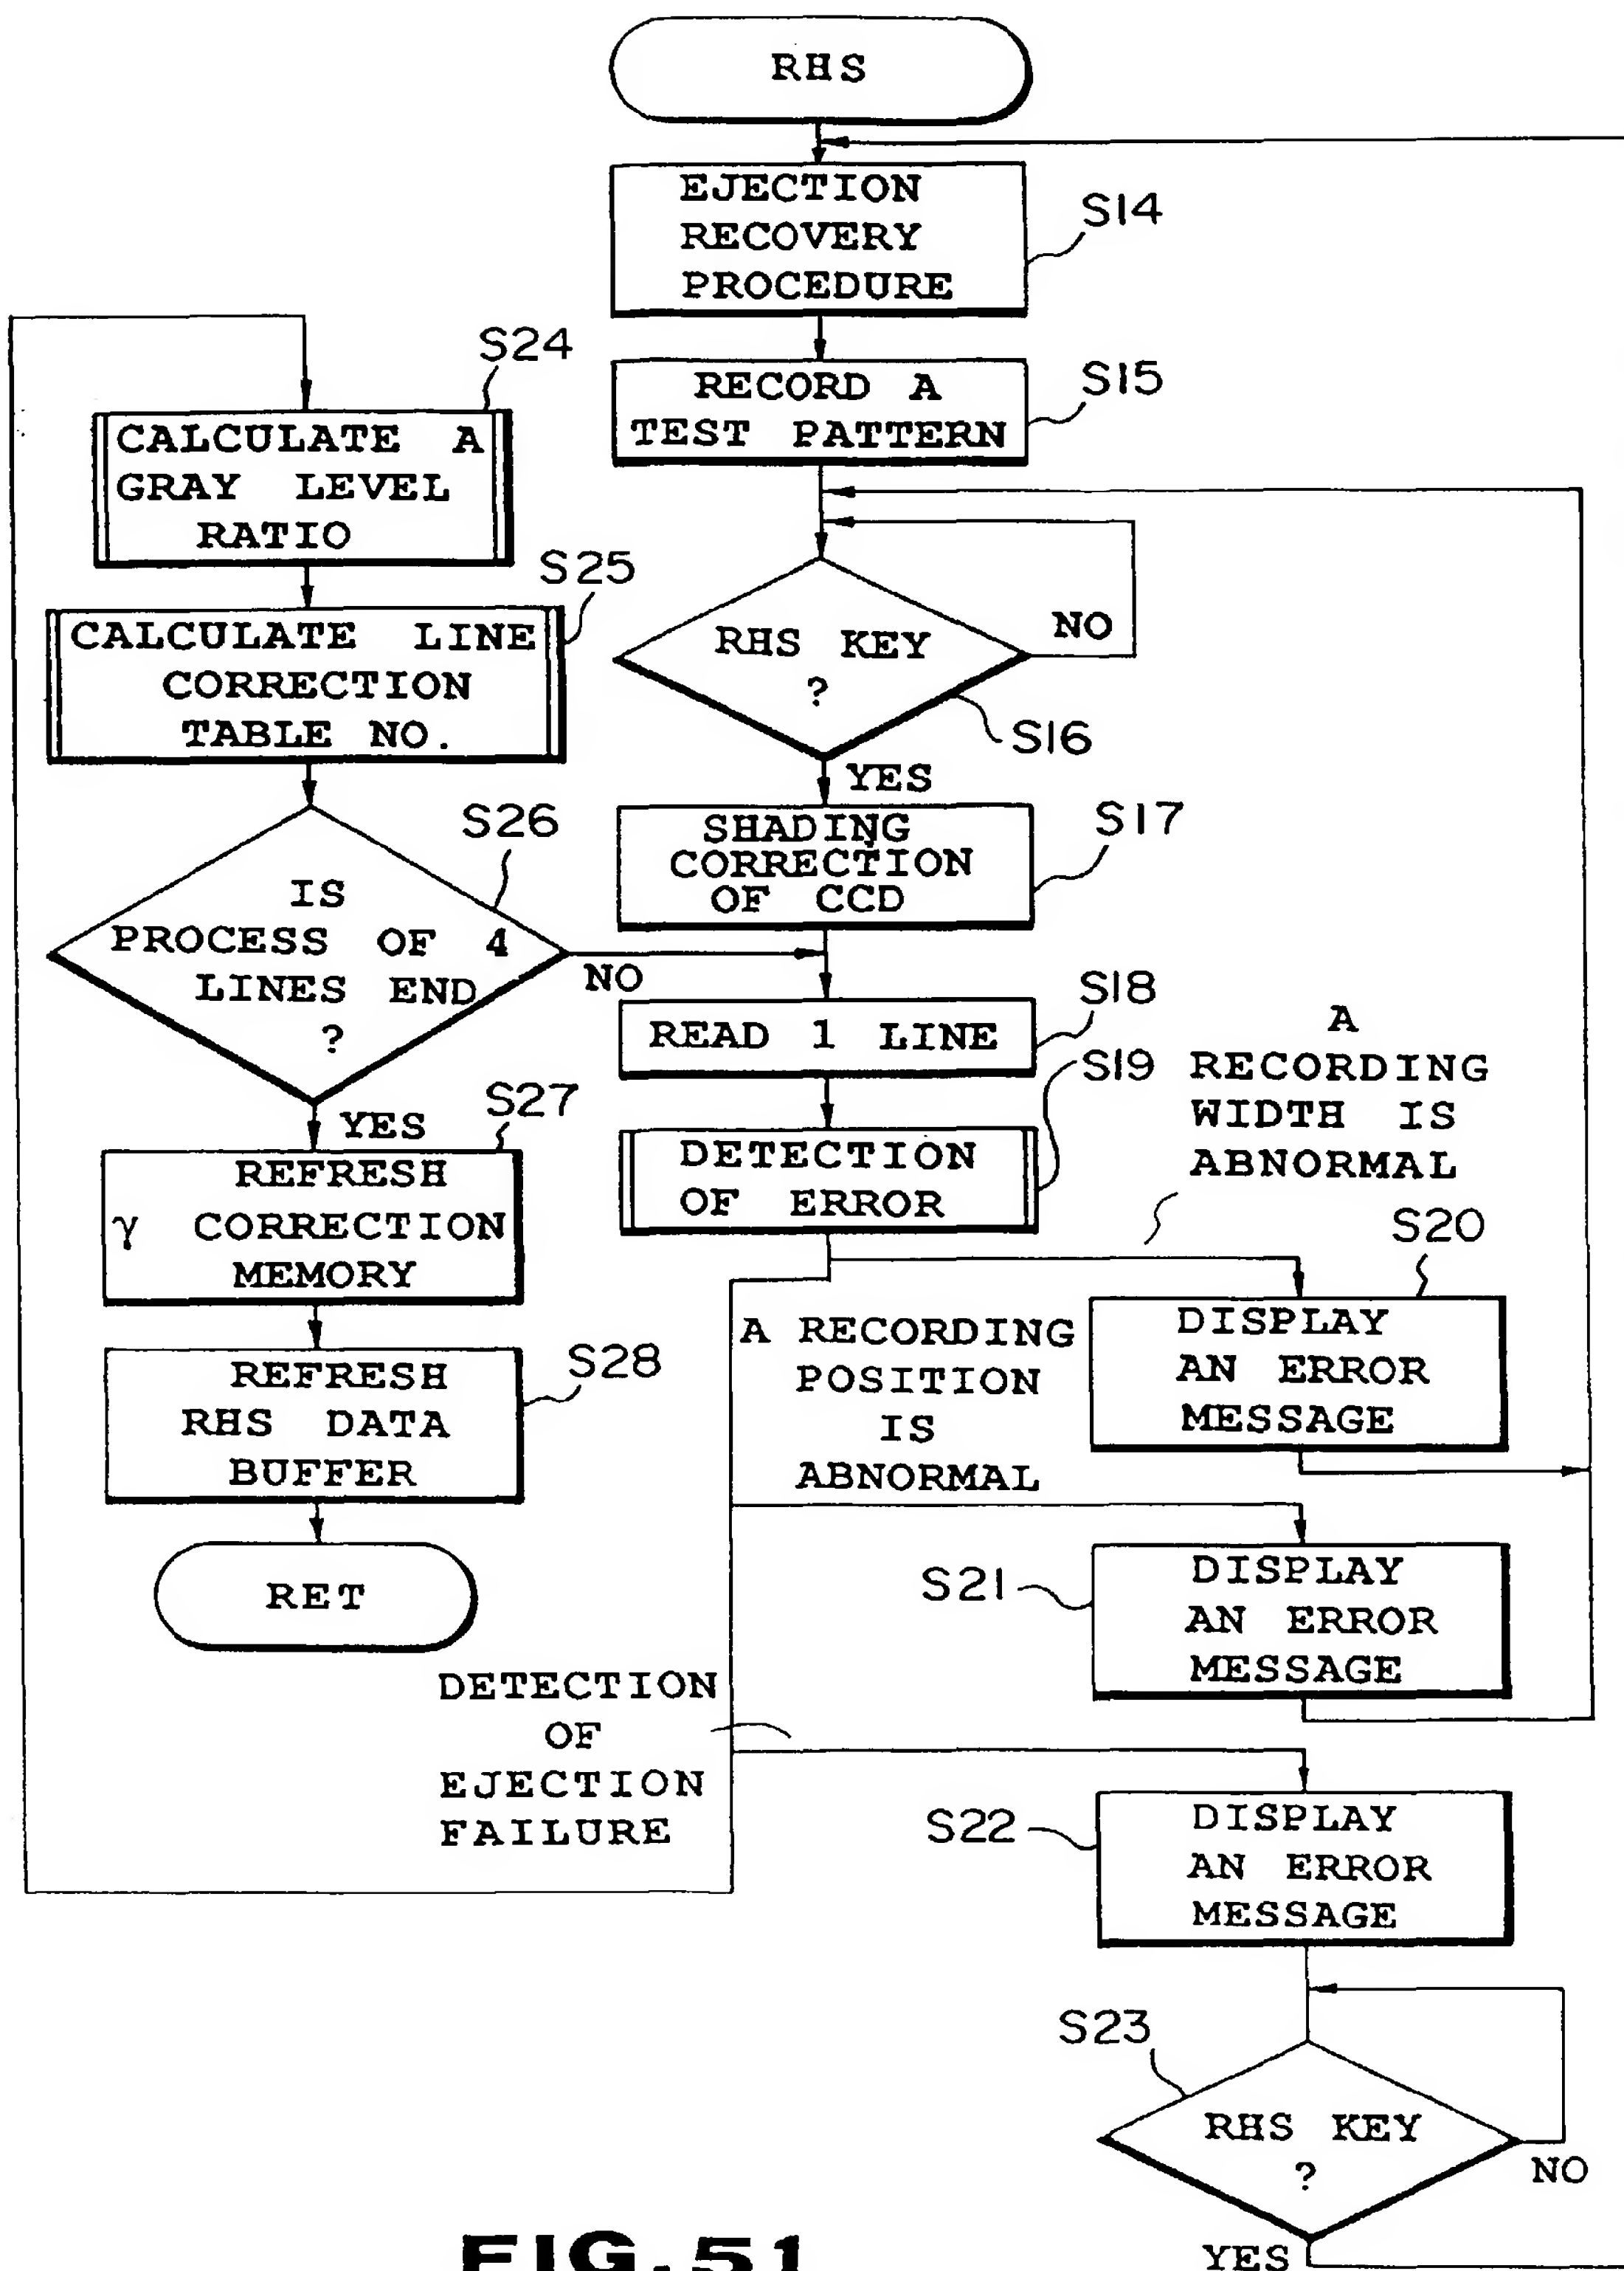 RHS
EJECTION
RECOVERY
PROCEDURE
S14
RECORD A
TEST PATTERN
S15
RHS KEY
?
NO
S16
YES
SHADING
CORRECTION
OF CCD
S17
READ 1 LINE
S18
DETECTION
OF ERROR
S19
A
RECORDING
WIDTH IS
ABNORMAL
S20
DISPLAY
AN ERROR
MESSAGE
A RECORDING
POSITION
IS
ABNORMAL
S21
DISPLAY
AN ERROR
MESSAGE
DETECTION
OF
EJECTION
FAILURE
S22
DISPLAY
AN ERROR
MESSAGE
S23
RHS KEY
?
NO
YES
S24
CALCULATE A
GRAY LEVEL
RATIO
S25
CALCULATE LINE
CORRECTION
TABLE NO.
S26
IS
PROCESS OF 4
LINES END
?
NO
YES
S27
REFRESH
γ CORRECTION
MEMORY
REFRESH
RHS DATA
BUFFER
S28
RET
FIG. 51